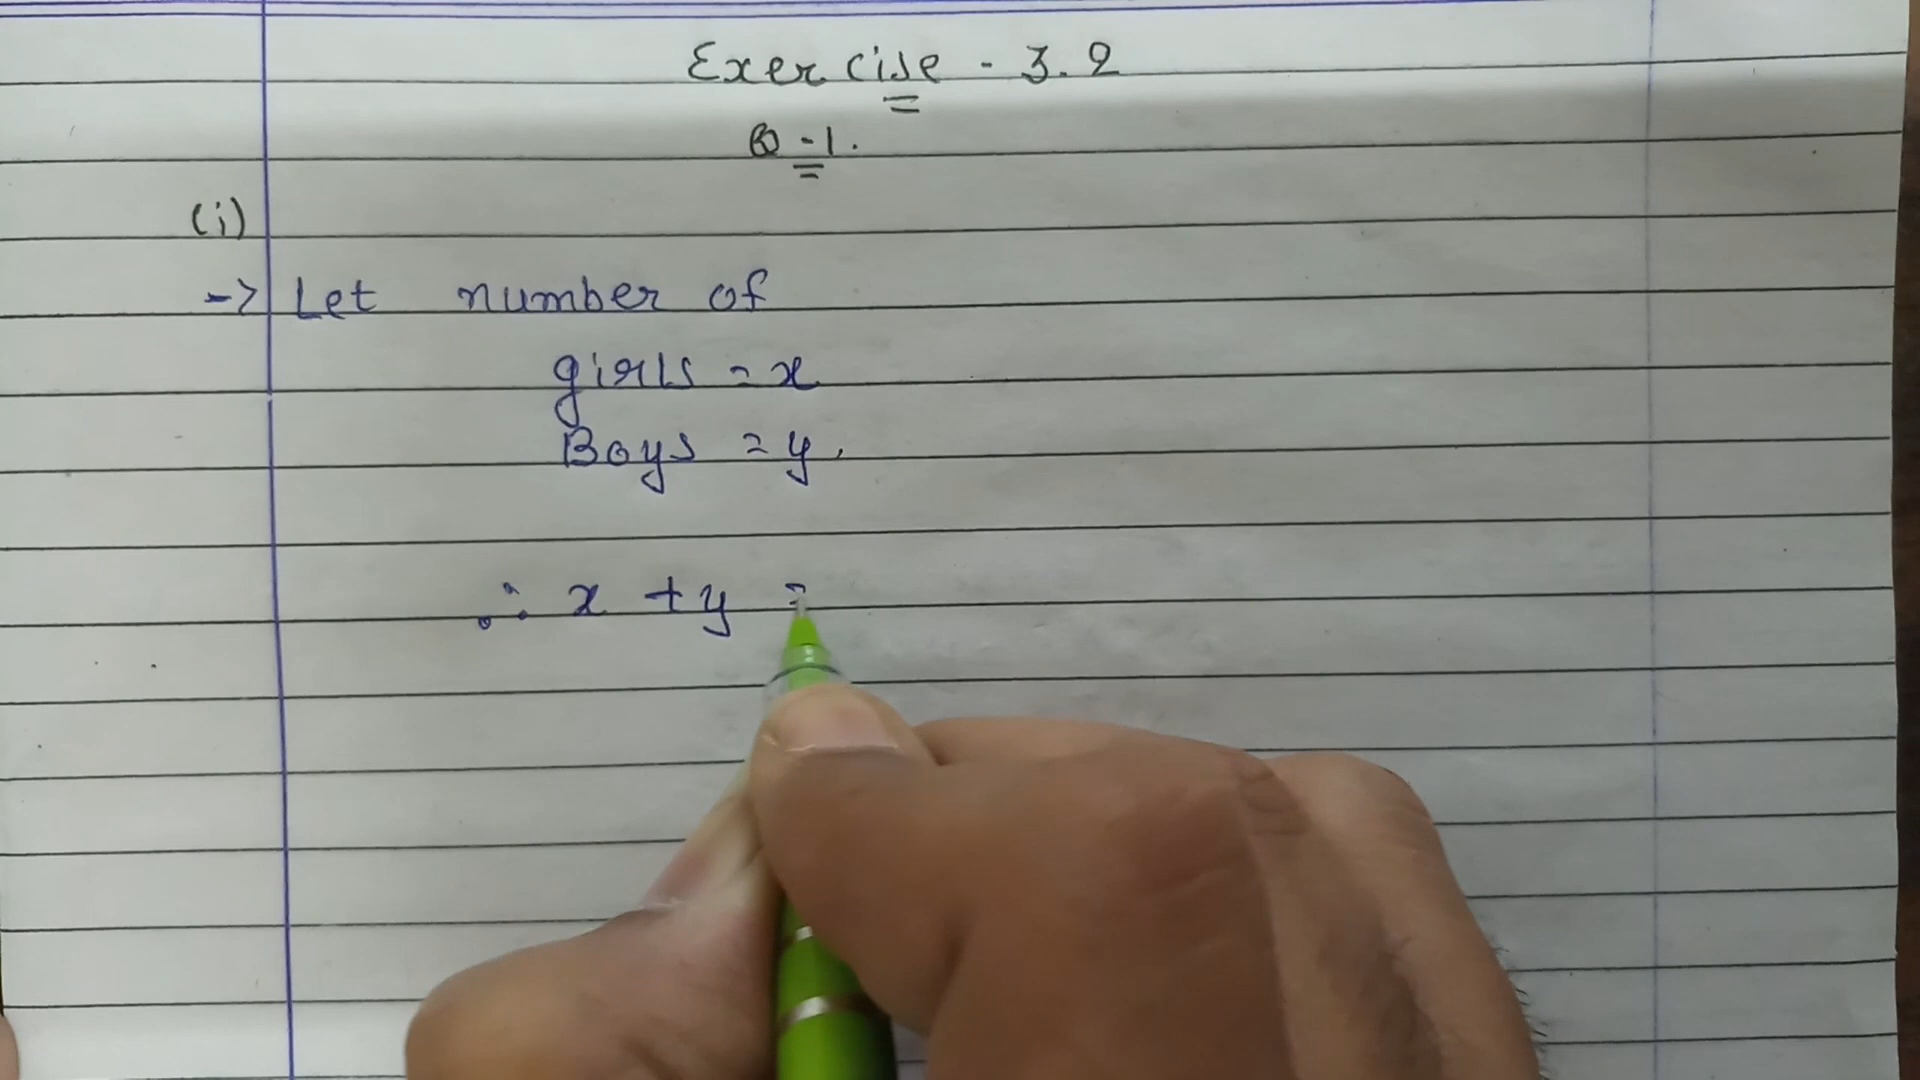 Exercise - 3.2
Q-1.
(i)
-> Let number of
girls = x
Boys = y.
∴ x + y =